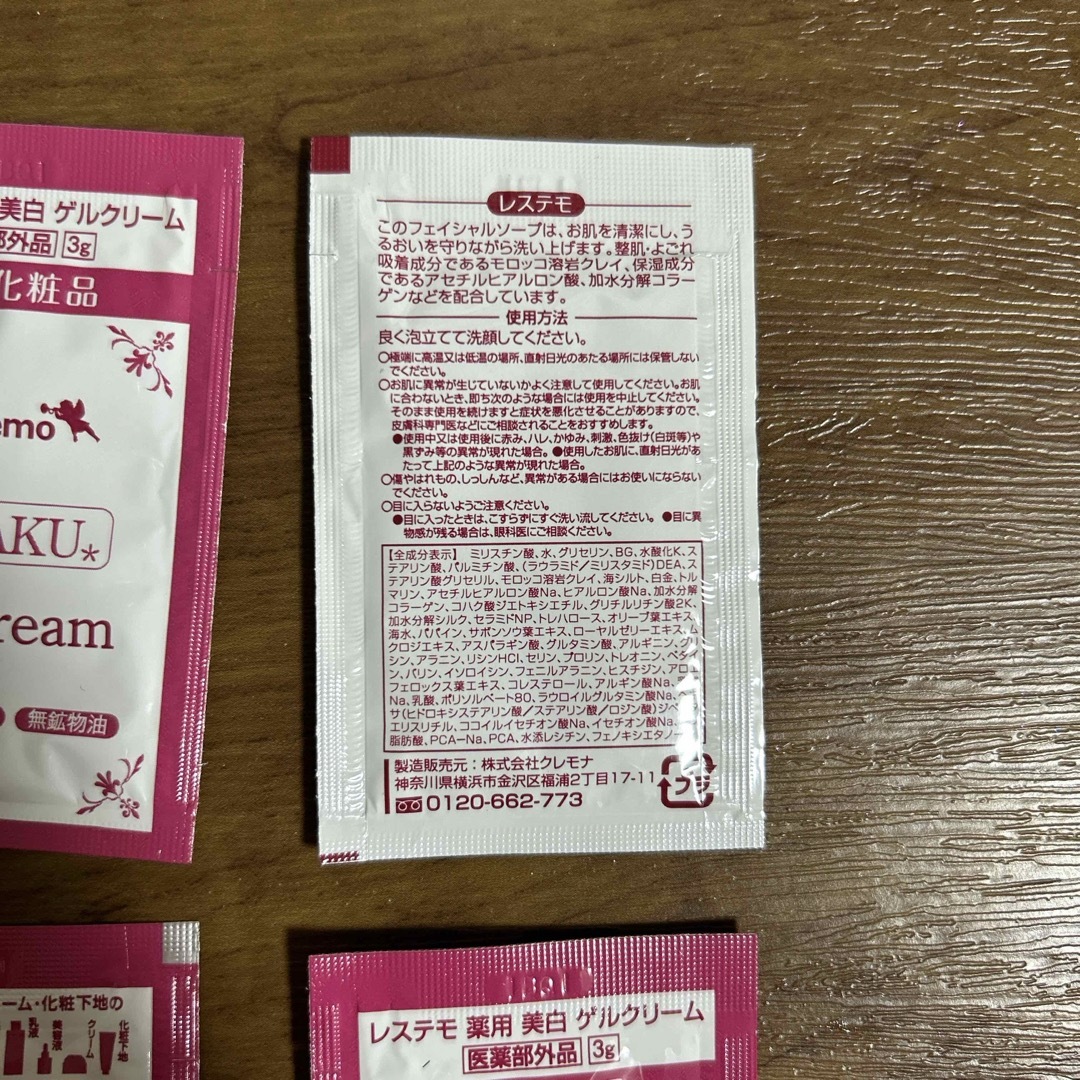 美白 ゲルクリーム
部外品 3g
化粧品
emo
AKU*
ream
無鉱物油
レステモ
このフェイシャルソープは、お肌を清潔にし、う
るおいを守りながら洗い上げます。整肌・よごれ
吸着成分であるモロッコ溶岩クレイ、保湿成分
であるアセチルヒアルロン酸、加水分解コラー
ゲンなどを配合しています。
使用方法
良く泡立てて洗顔してください。
○極端に高温又は低温の場所、直射日光のあたる場所には保管しない
でください。
○お肌に異常が生じていないかよく注意して使用してください。お肌
に合わないとき、即ち次のような場合には使用を中止してください。
そのまま使用を続けますと症状を悪化させることがありますので、
皮膚科専門医などにご相談されることをおすすめします。
●使用中又は使用後に赤み、ハレ、かゆみ、刺激、色抜け(白斑等)や
黒ずみ等の異常が現れた場合。●使用したお肌に、直射日光があ
たって上記のような異常が現れた場合。
○傷やはれもの、しっしんなど、異常がある場合にはお使いにならない
でください。
○目に入らないようご注意ください。
●目に入ったときは、こすらずにすぐ洗い流してください。●目に異
物感が残る場合は、眼科医にご相談ください。
【全成分表示】 ミリスチン酸、水、グリセリン、BG、水酸化K、ス
テアリン酸、パルミチン酸、(ラウラミド/ミリスタミド)DEA、ス
テアリン酸グリセリル、モロッコ溶岩クレイ、海シルト、白金、トル
マリン、アセチルヒアルロン酸Na、ヒアルロン酸Na、加水分解
コラーゲン、コハク酸ジエトキシエチル、グリチルリチン酸2K、
加水分解シルク、セラミドNP、トレハロース、オリーブ葉エキス、
海水、パパイン、サボンソウ葉エキス、ローヤルゼリーエキス、ム
クロジエキス、アスパラギン酸、グルタミン酸、アルギニン、グリ
シン、アラニン、リシンHCl、セリン、プロリン、トレオニン、ベタイ
ン、バリン、イソロイシン、フェニルアラニン、ヒスチジン、アロエ
フェロックス葉エキス、コレステロール、アルギン酸Na、
Na、乳酸、ポリソルベート80、ラウロイルグルタミン酸Na、
サ(ヒドロキシステアリン酸/ステアリン酸/ロジン酸)ジペ
エリスリチル、ココイルイセチオン酸Na、イセチオン酸Na、
脂肪酸、PCA-Na、PCA、水添レシチン、フェノキシエタノー
製造販売元:株式会社クレモナ
神奈川県横浜市金沢区福浦2丁目17-11
0120-662-773
プラ
ーム・化粧下地の
乳液
美容液
クリーム
化粧下地
レステモ 薬用 美白 ゲルクリーム
医薬部外品 3g